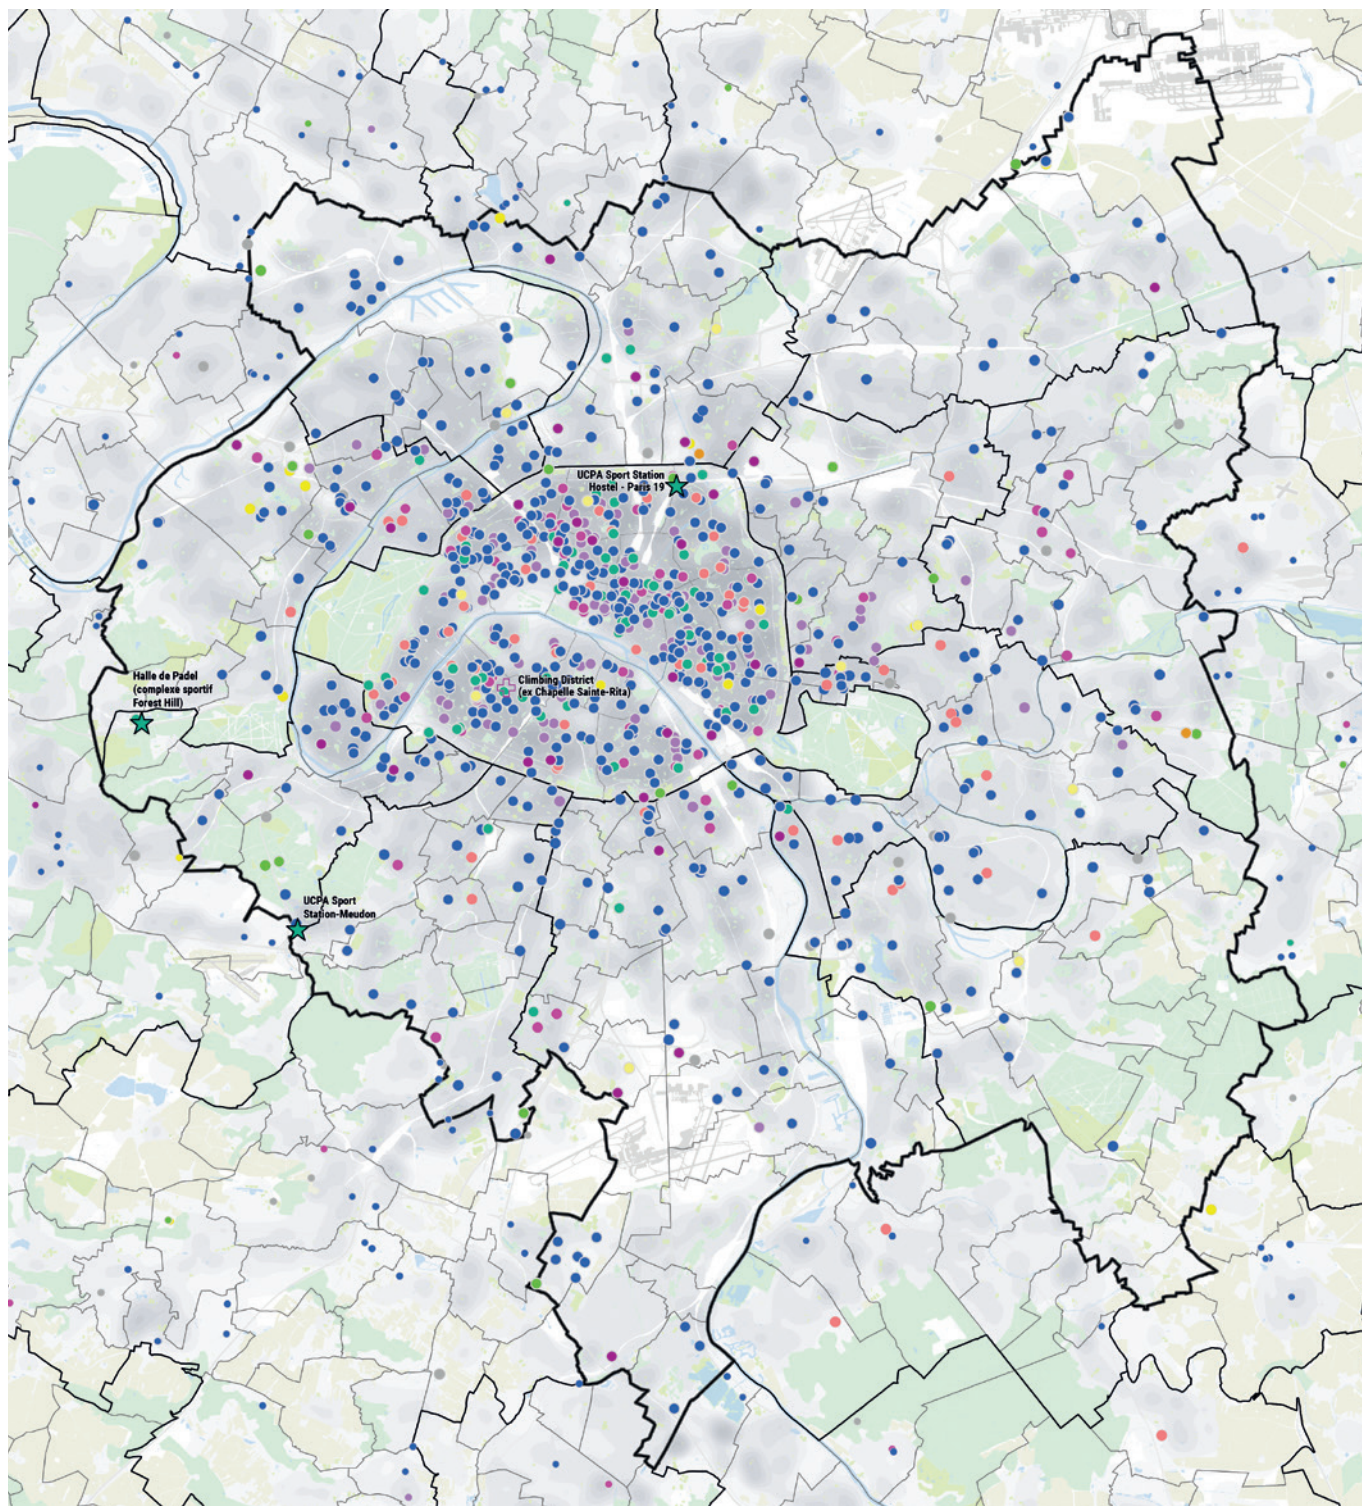 UCPA Sport Station
Hostel - Paris 19
Halle de Padel
(complexe sportif
Forest Hill)
Climbing District
(ex Chapelle Sainte-Rita)
UCPA Sport
Station-Meudon